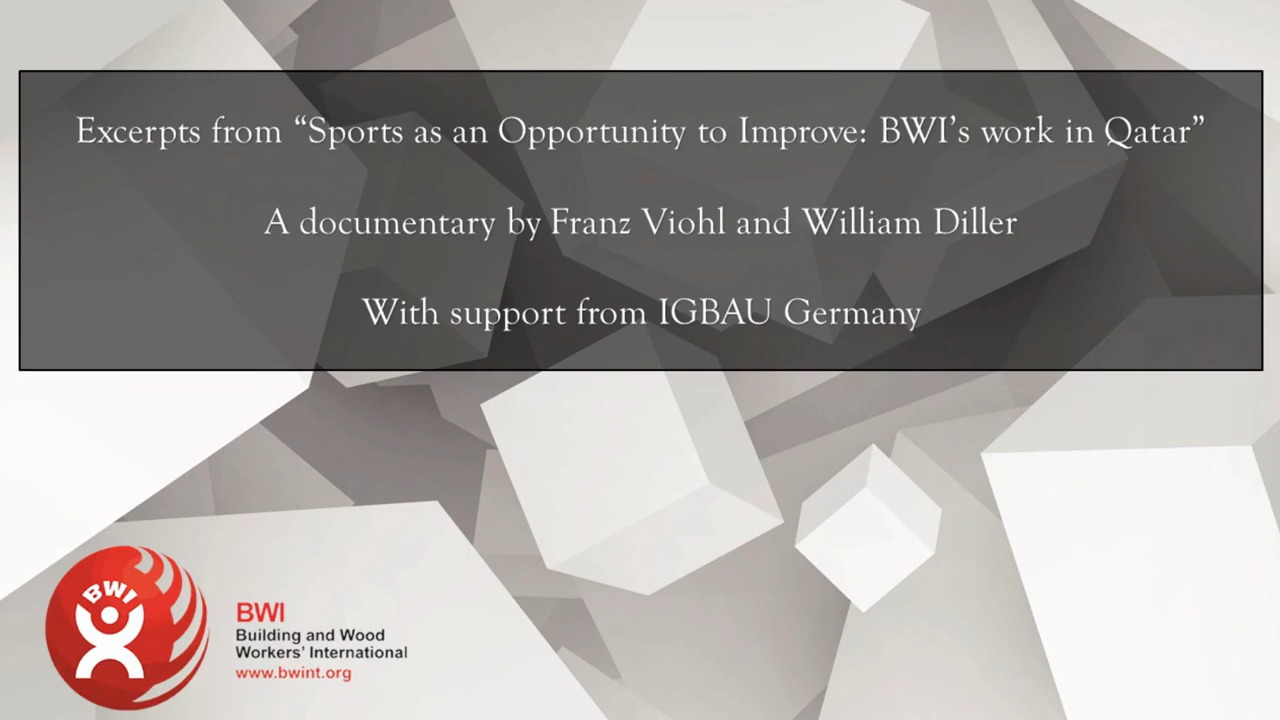 Excerpts from “Sports as an Opportunity to Improve: BWI’s work in Qatar”
A documentary by Franz Viohl and William Diller
With support from IGBAU Germany
BWI
BWI
Building and Wood
Workers’ International
www.bwint.org